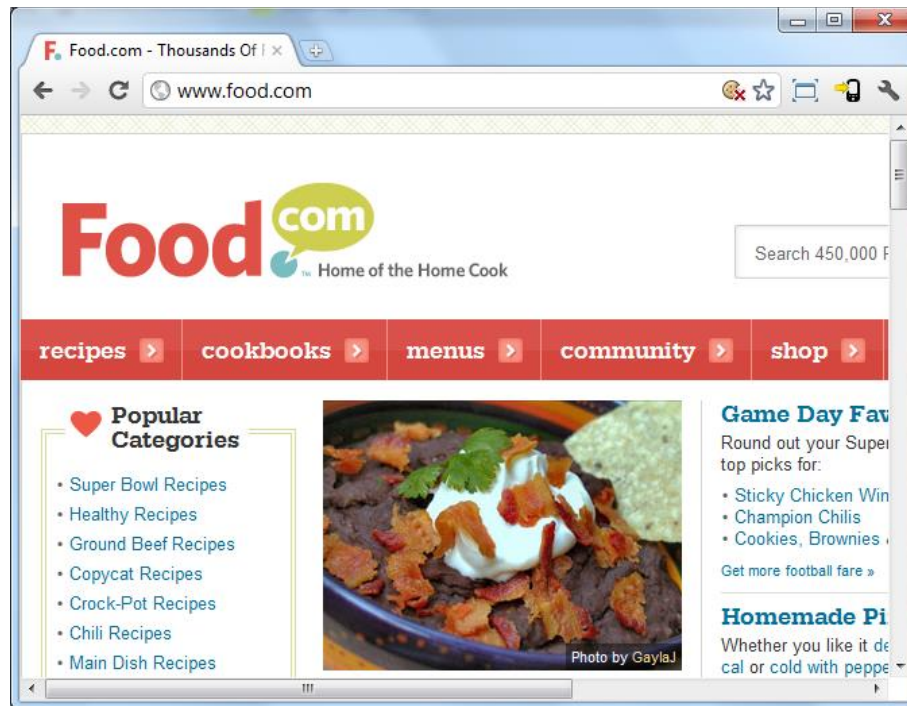 Food.com - Thousands Of
www.food.com
Food.com
TM Home of the Home Cook
Search 450,000
recipes
cookbooks
menus
community
shop
Popular
Categories
• Super Bowl Recipes
• Healthy Recipes
• Ground Beef Recipes
• Copycat Recipes
• Crock-Pot Recipes
• Chili Recipes
• Main Dish Recipes
Photo by GaylaJ
Game Day Fav
Round out your Super
top picks for:
• Sticky Chicken Win
• Champion Chilis
• Cookies, Brownies
Get more football fare »
Homemade Pi
Whether you like it de
cal or cold with peppe